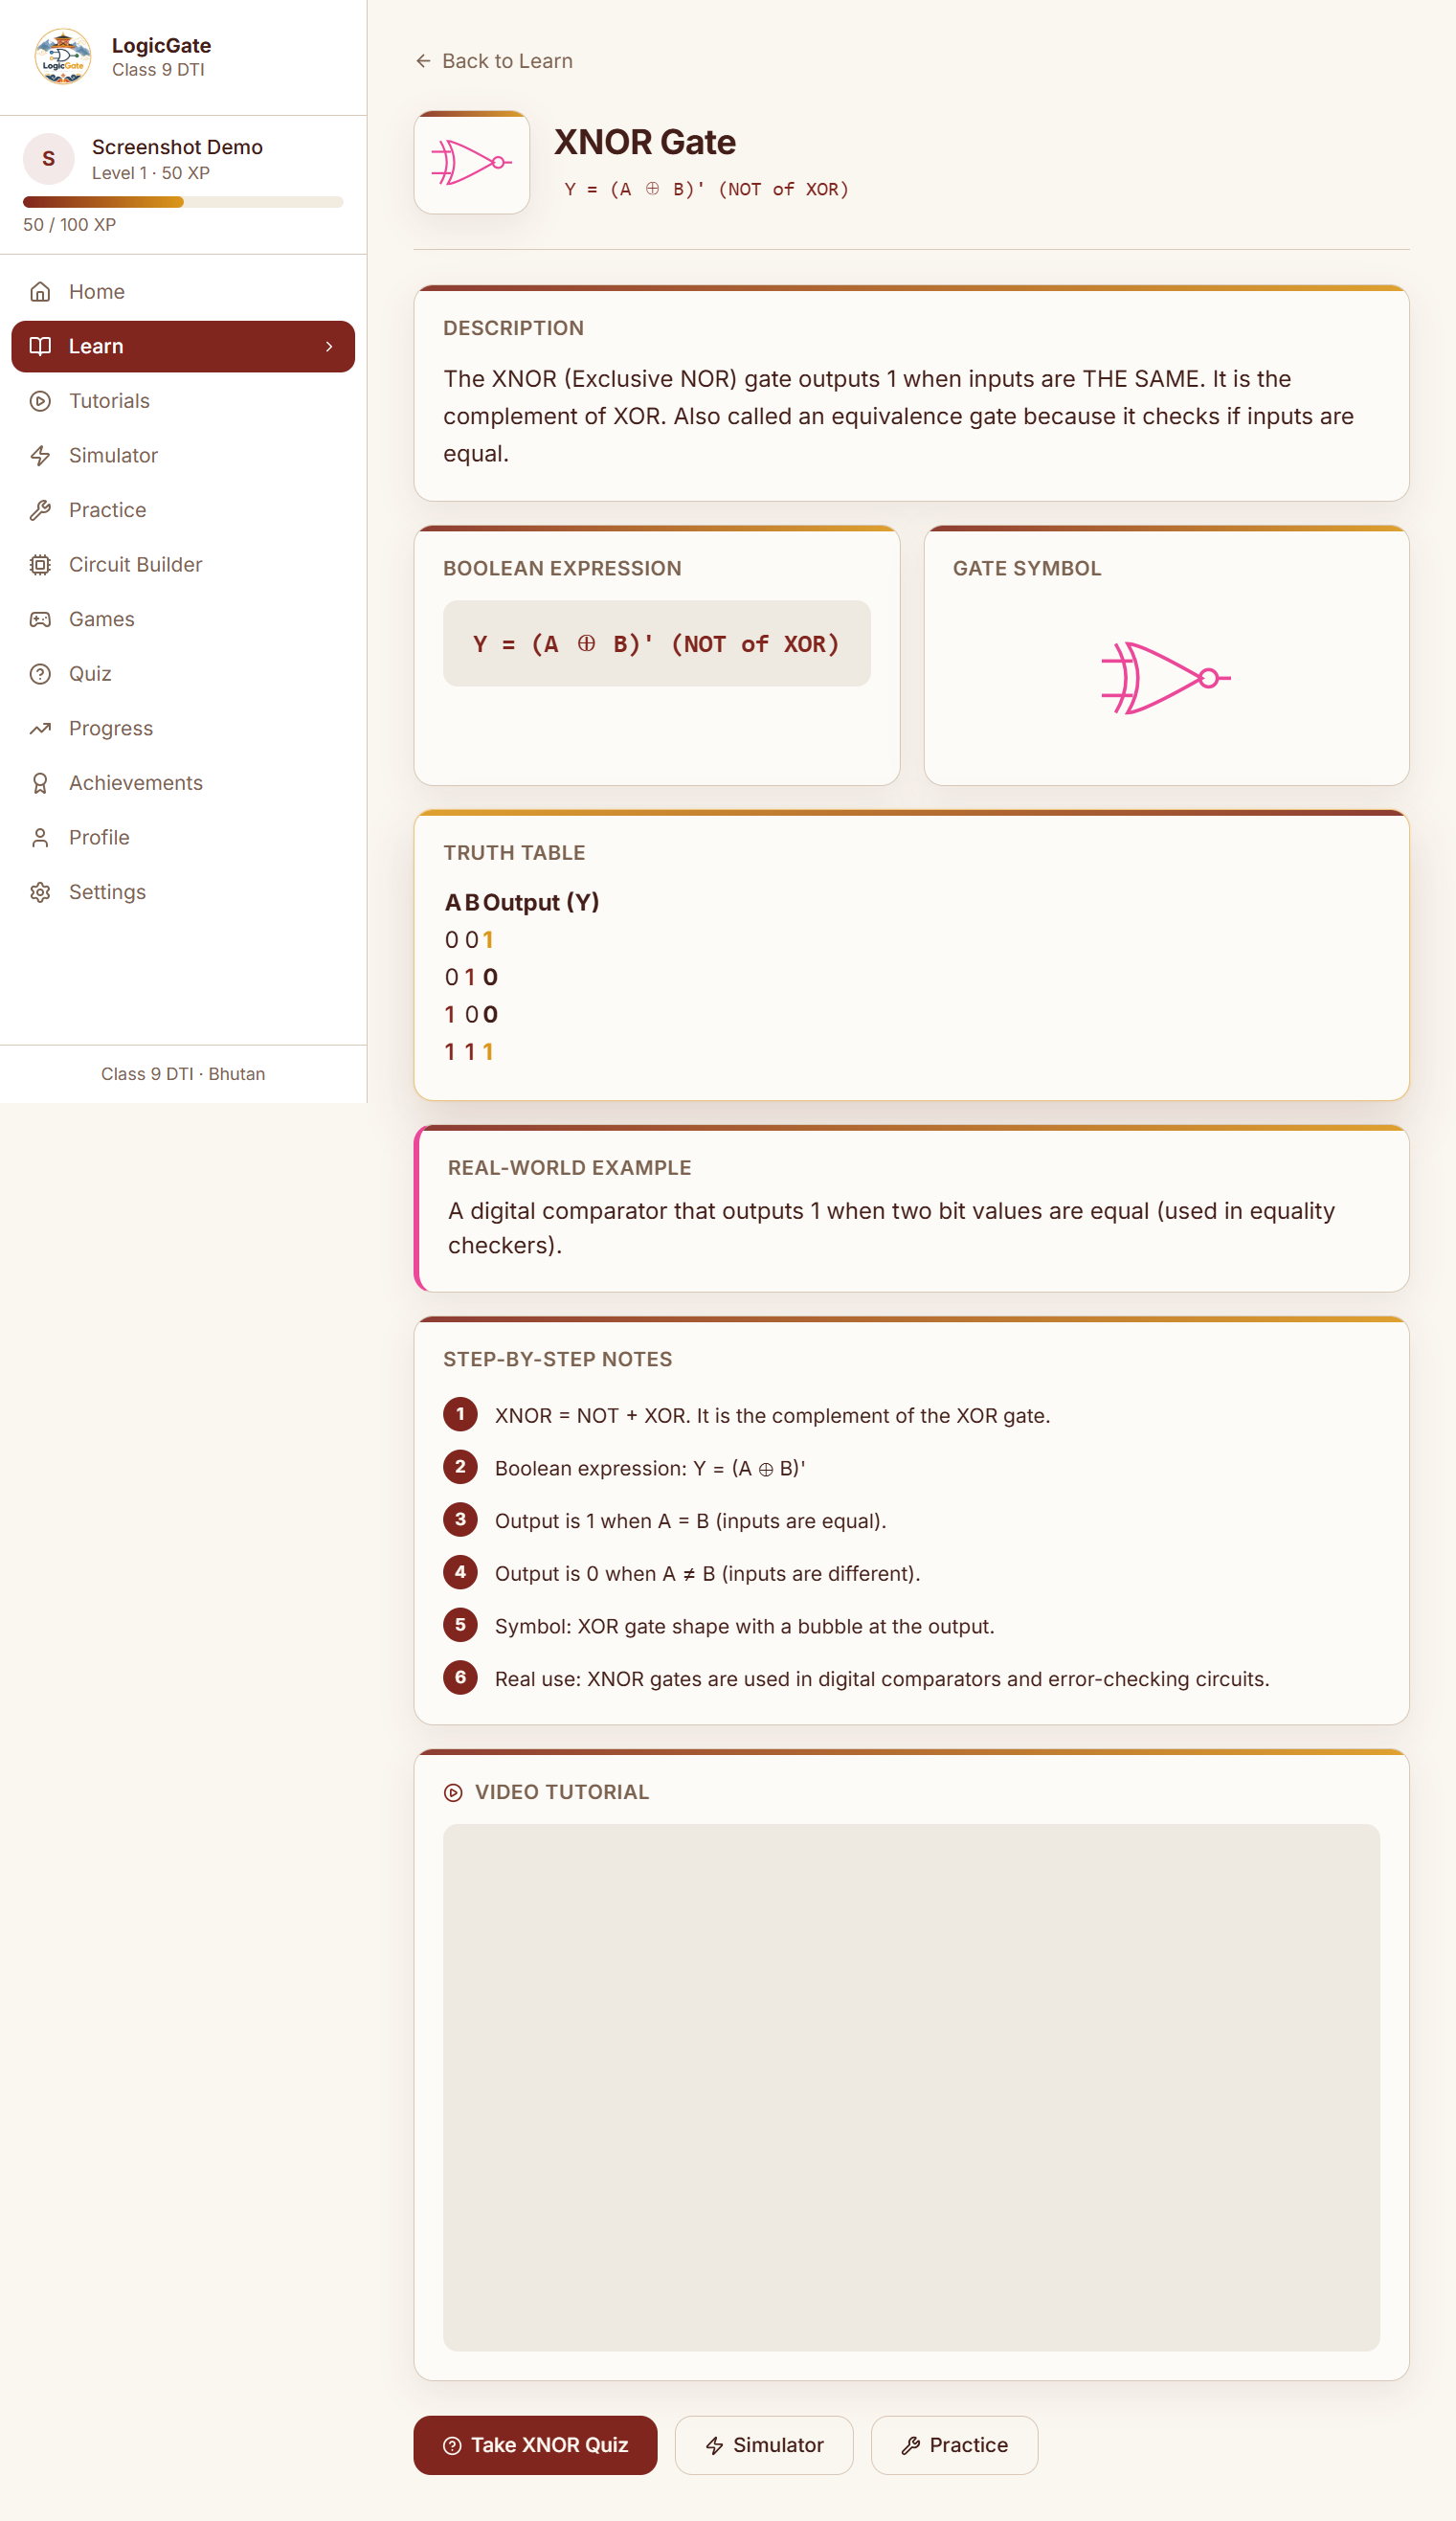 LogicGate
LogicGate
Class 9 DTI
S
Screenshot Demo
Level 1 · 50 XP
50 / 100 XP
Home
Learn
Tutorials
Simulator
Practice
Circuit Builder
Games
Quiz
Progress
Achievements
Profile
Settings
Class 9 DTI · Bhutan
Back to Learn
XNOR Gate
Y = (A ⊕ B)' (NOT of XOR)
DESCRIPTION
The XNOR (Exclusive NOR) gate outputs 1 when inputs are THE SAME. It is the
complement of XOR. Also called an equivalence gate because it checks if inputs are
equal.
BOOLEAN EXPRESSION
Y = (A ⊕ B)' (NOT of XOR)
GATE SYMBOL
TRUTH TABLE
A B Output (Y)
0 0 1
0 1 0
1 0 0
1 1 1
REAL-WORLD EXAMPLE
A digital comparator that outputs 1 when two bit values are equal (used in equality
checkers).
STEP-BY-STEP NOTES
1 XNOR = NOT + XOR. It is the complement of the XOR gate.
2 Boolean expression: Y = (A ⊕ B)'
3 Output is 1 when A = B (inputs are equal).
4 Output is 0 when A ≠ B (inputs are different).
5 Symbol: XOR gate shape with a bubble at the output.
6 Real use: XNOR gates are used in digital comparators and error-checking circuits.
VIDEO TUTORIAL
Take XNOR Quiz
Simulator
Practice